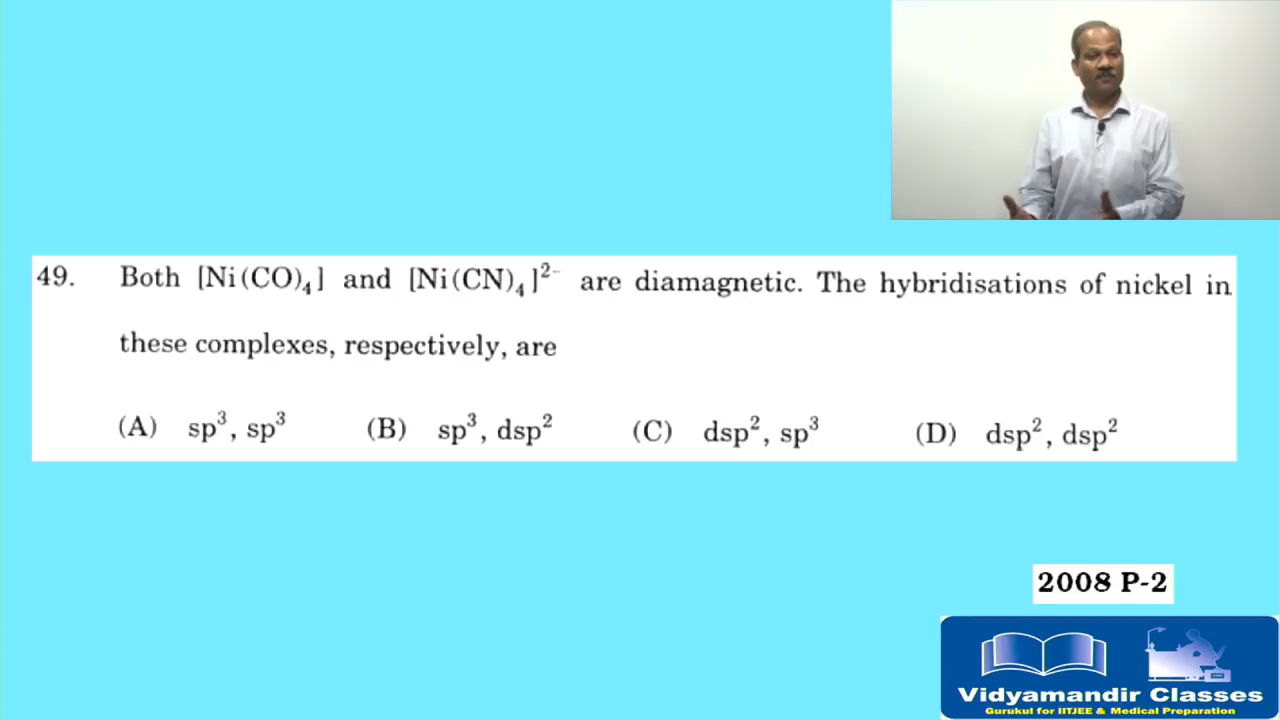 49. Both [Ni(CO)₄] and [Ni(CN)₄]²⁻ are diamagnetic. The hybridisations of nickel in
these complexes, respectively, are
(A) sp³, sp³ (B) sp³, dsp² (C) dsp², sp³ (D) dsp², dsp²
2008 P-2
Vidyamandir Classes
Gurukul for IITJEE & Medical Preparation